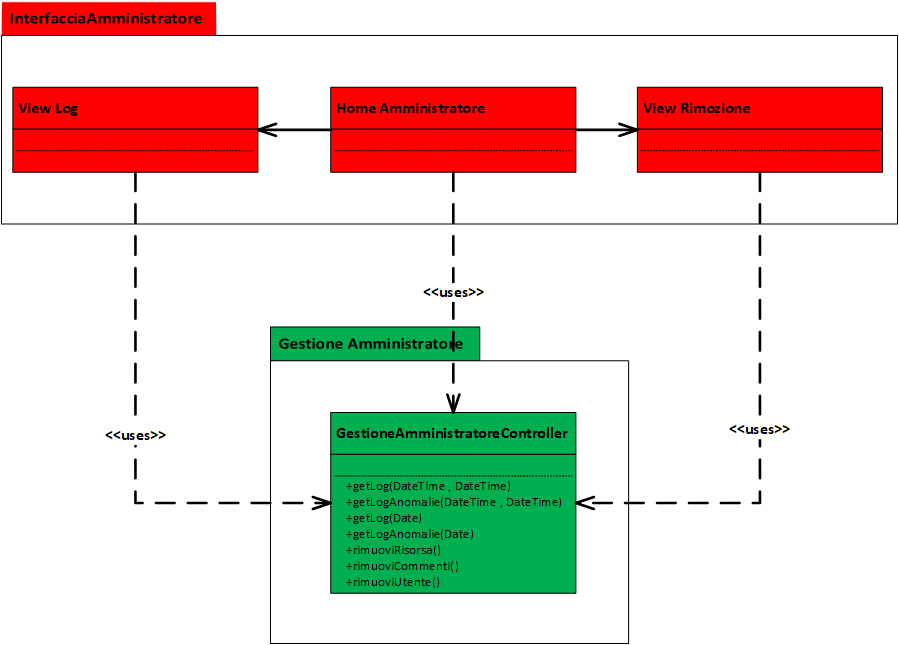 InterfacciaAmministratore
View Log
Home Amministratore
View Rimozione
<<uses>>
Gestione Amministratore
<<uses>>
<<uses>>
GestioneAmministratoreController
+getLog(DateTime , DateTime)
+getLogAnomalie(DateTime , DateTime)
+getLog(Date)
+getLogAnomalie(Date)
+rimuoviRisorsa()
+rimuoviCommenti()
+rimuoviUtente()